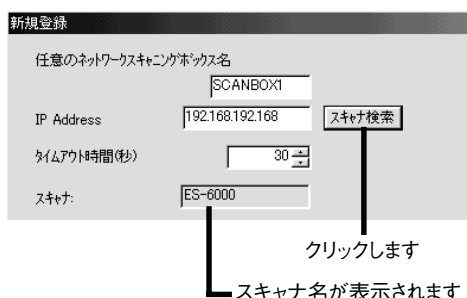 新規登録
任意のネットワークスキャニングボックス名
SCANBOX1
IP Address 192.168.192.168 スキャナ検索
タイムアウト時間(秒) 30
スキャナ: ES-6000
クリックします
スキャナ名が表示されます